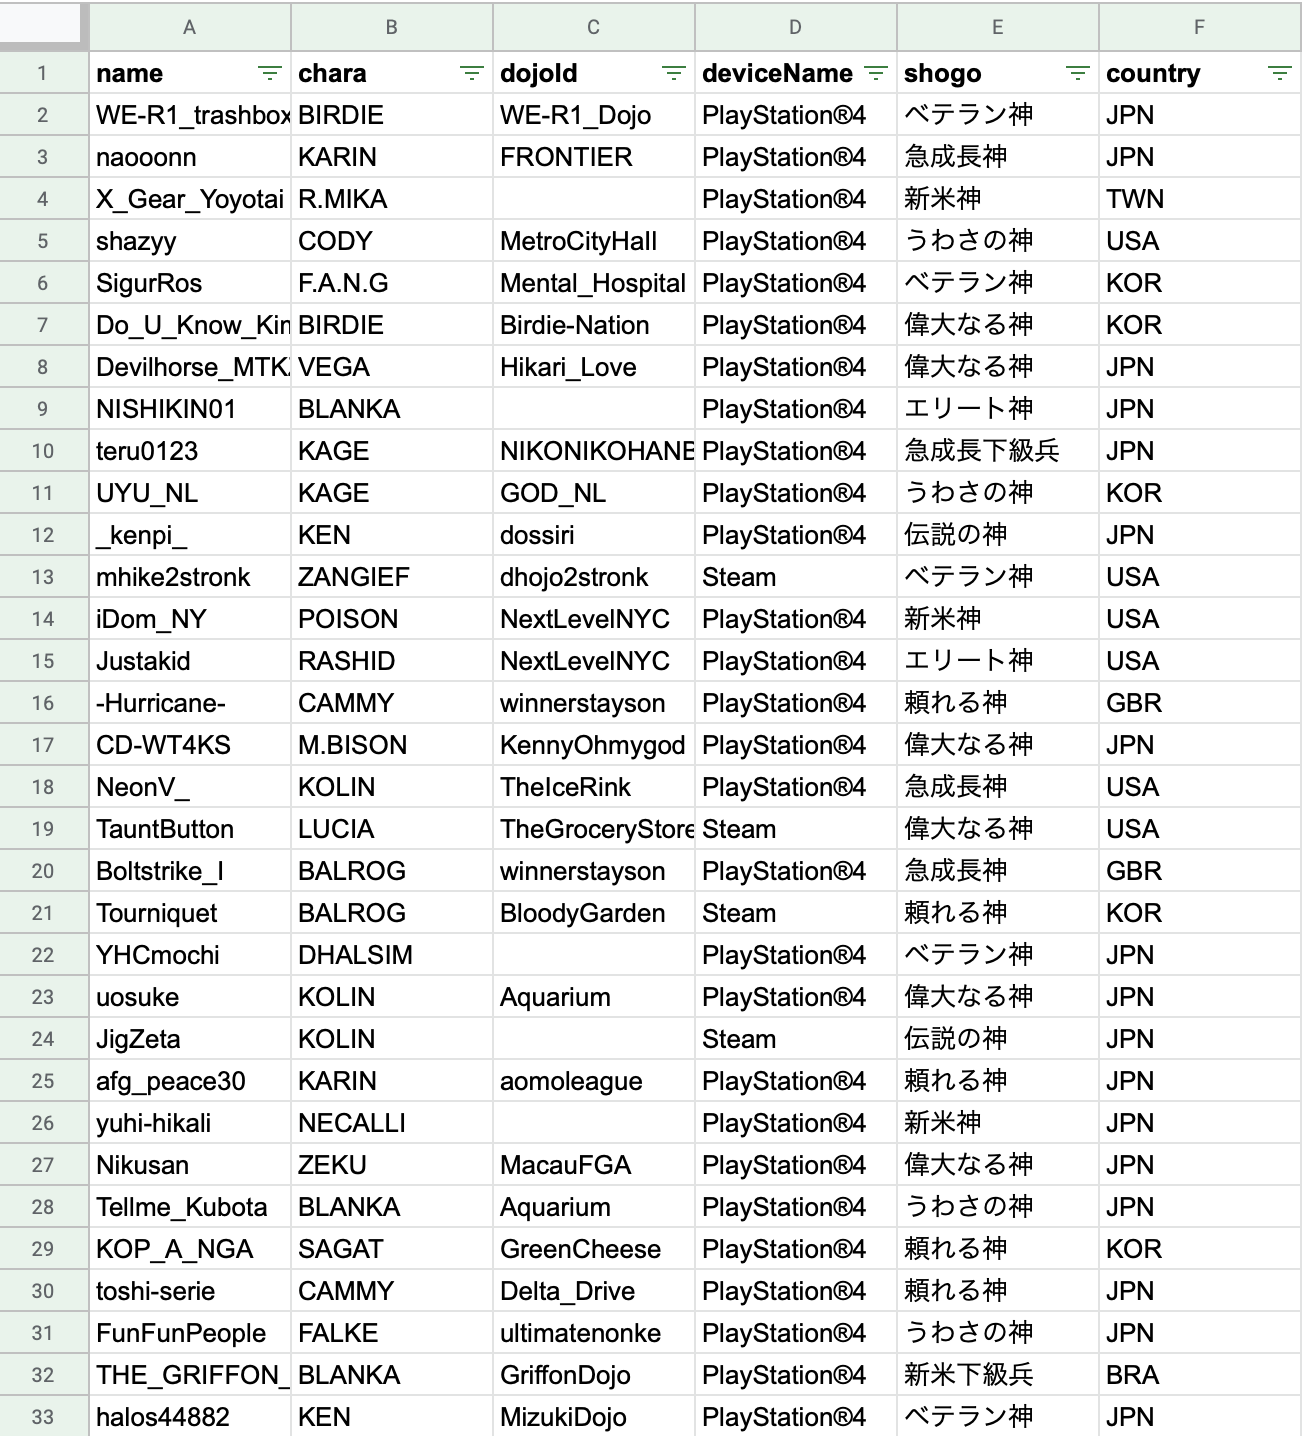 A B C D E F
1 name chara dojoId deviceName shogo country
2 WE-R1_trashbox BIRDIE WE-R1_Dojo PlayStation®4 ベテラン神 JPN
3 naooonn KARIN FRONTIER PlayStation®4 急成長神 JPN
4 X_Gear_Yoyotai R.MIKA PlayStation®4 新米神 TWN
5 shazyy CODY MetroCityHall PlayStation®4 うわさの神 USA
6 SigurRos F.A.N.G Mental_Hospital PlayStation®4 ベテラン神 KOR
7 Do_U_Know_Kin BIRDIE Birdie-Nation PlayStation®4 偉大なる神 KOR
8 Devilhorse_MTK VEGA Hikari_Love PlayStation®4 偉大なる神 JPN
9 NISHIKIN01 BLANKA PlayStation®4 エリート神 JPN
10 teru0123 KAGE NIKONIKOHANB PlayStation®4 急成長下級兵 JPN
11 UYU_NL KAGE GOD_NL PlayStation®4 うわさの神 KOR
12 _kenpi_ KEN dossiri PlayStation®4 伝説の神 JPN
13 mhike2stronk ZANGIEF dhojo2stronk Steam ベテラン神 USA
14 iDom_NY POISON NextLevelNYC PlayStation®4 新米神 USA
15 Justakid RASHID NextLevelNYC PlayStation®4 エリート神 USA
16 -Hurricane- CAMMY winnerstayson PlayStation®4 頼れる神 GBR
17 CD-WT4KS M.BISON KennyOhmygod PlayStation®4 偉大なる神 JPN
18 NeonV_ KOLIN TheIceRink PlayStation®4 急成長神 USA
19 TauntButton LUCIA TheGroceryStore Steam 偉大なる神 USA
20 Boltstrike_I BALROG winnerstayson PlayStation®4 急成長神 GBR
21 Tourniquet BALROG BloodyGarden Steam 頼れる神 KOR
22 YHCmochi DHALSIM PlayStation®4 ベテラン神 JPN
23 uosuke KOLIN Aquarium PlayStation®4 偉大なる神 JPN
24 JigZeta KOLIN Steam 伝説の神 JPN
25 afg_peace30 KARIN aomoleague PlayStation®4 頼れる神 JPN
26 yuhi-hikali NECALLI PlayStation®4 新米神 JPN
27 Nikusan ZEKU MacauFGA PlayStation®4 偉大なる神 JPN
28 Tellme_Kubota BLANKA Aquarium PlayStation®4 うわさの神 JPN
29 KOP_A_NGA SAGAT GreenCheese PlayStation®4 頼れる神 KOR
30 toshi-serie CAMMY Delta_Drive PlayStation®4 頼れる神 JPN
31 FunFunPeople FALKE ultimatenonke PlayStation®4 うわさの神 JPN
32 THE_GRIFFON_ BLANKA GriffonDojo PlayStation®4 新米下級兵 BRA
33 halos44882 KEN MizukiDojo PlayStation®4 ベテラン神 JPN